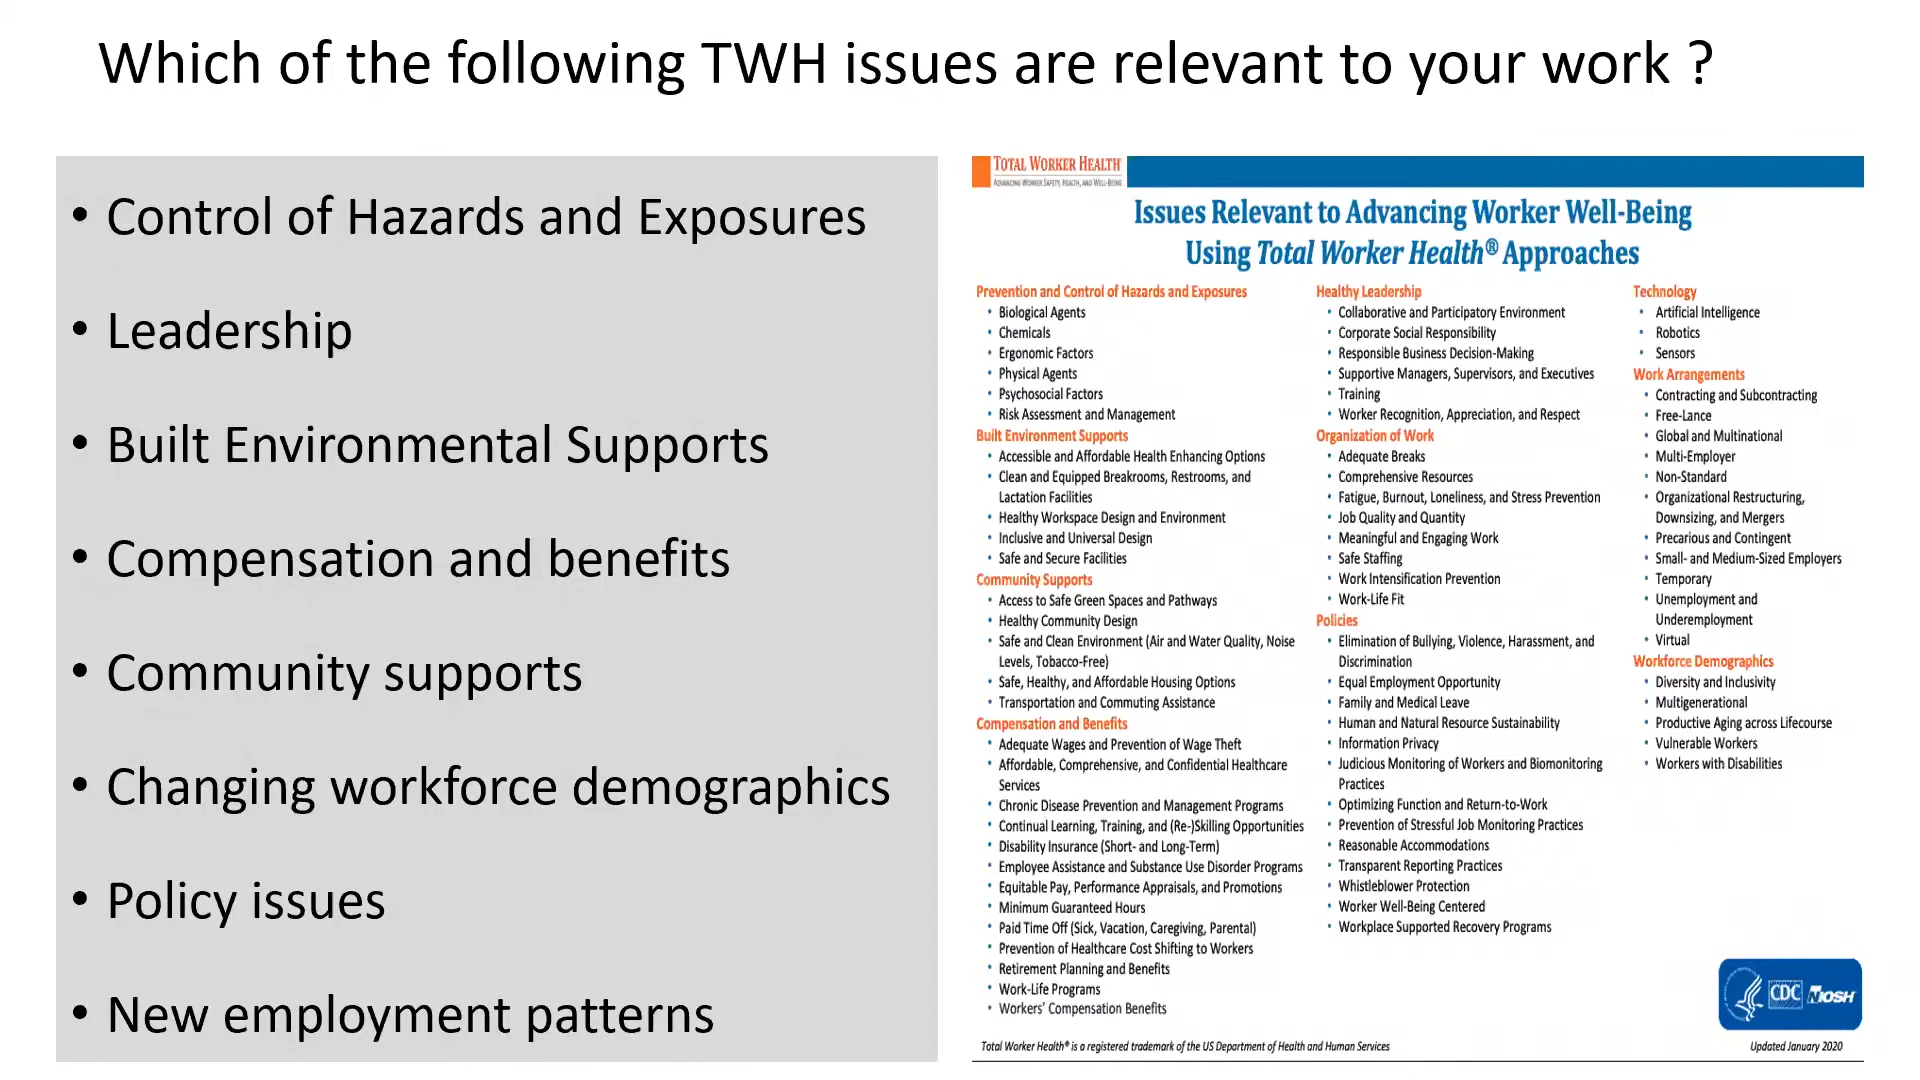 Which of the following TWH issues are relevant to your work ?
• Control of Hazards and Exposures
• Leadership
• Built Environmental Supports
• Compensation and benefits
• Community supports
• Changing workforce demographics
• Policy issues
• New employment patterns
TOTAL WORKER HEALTH
ADVANCING WORKER SAFETY, HEALTH, AND WELL-BEING
Issues Relevant to Advancing Worker Well-Being
Using Total Worker Health® Approaches
Prevention and Control of Hazards and Exposures
• Biological Agents
• Chemicals
• Ergonomic Factors
• Physical Agents
• Psychosocial Factors
• Risk Assessment and Management
Built Environment Supports
• Accessible and Affordable Health Enhancing Options
• Clean and Equipped Breakrooms, Restrooms, and
Lactation Facilities
• Healthy Workspace Design and Environment
• Inclusive and Universal Design
• Safe and Secure Facilities
Community Supports
• Access to Safe Green Spaces and Pathways
• Healthy Community Design
• Safe and Clean Environment (Air and Water Quality, Noise
Levels, Tobacco-Free)
• Safe, Healthy, and Affordable Housing Options
• Transportation and Commuting Assistance
Compensation and Benefits
• Adequate Wages and Prevention of Wage Theft
• Affordable, Comprehensive, and Confidential Healthcare
Services
• Chronic Disease Prevention and Management Programs
• Continual Learning, Training, and (Re-)Skilling Opportunities
• Disability Insurance (Short- and Long-Term)
• Employee Assistance and Substance Use Disorder Programs
• Equitable Pay, Performance Appraisals, and Promotions
• Minimum Guaranteed Hours
• Paid Time Off (Sick, Vacation, Caregiving, Parental)
• Prevention of Healthcare Cost Shifting to Workers
• Retirement Planning and Benefits
• Work-Life Programs
• Workers' Compensation Benefits
Healthy Leadership
• Collaborative and Participatory Environment
• Corporate Social Responsibility
• Responsible Business Decision-Making
• Supportive Managers, Supervisors, and Executives
• Training
• Worker Recognition, Appreciation, and Respect
Organization of Work
• Adequate Breaks
• Comprehensive Resources
• Fatigue, Burnout, Loneliness, and Stress Prevention
• Job Quality and Quantity
• Meaningful and Engaging Work
• Safe Staffing
• Work Intensification Prevention
• Work-Life Fit
Policies
• Elimination of Bullying, Violence, Harassment, and
Discrimination
• Equal Employment Opportunity
• Family and Medical Leave
• Human and Natural Resource Sustainability
• Information Privacy
• Judicious Monitoring of Workers and Biomonitoring
Practices
• Optimizing Function and Return-to-Work
• Prevention of Stressful Job Monitoring Practices
• Reasonable Accommodations
• Transparent Reporting Practices
• Whistleblower Protection
• Worker Well-Being Centered
• Workplace Supported Recovery Programs
Technology
• Artificial Intelligence
• Robotics
• Sensors
Work Arrangements
• Contracting and Subcontracting
• Free-Lance
• Global and Multinational
• Multi-Employer
• Non-Standard
• Organizational Restructuring,
Downsizing, and Mergers
• Precarious and Contingent
• Small- and Medium-Sized Employers
• Temporary
• Unemployment and
Underemployment
• Virtual
Workforce Demographics
• Diversity and Inclusivity
• Multigenerational
• Productive Aging across Lifecourse
• Vulnerable Workers
• Workers with Disabilities
CDC NIOSH
Total Worker Health® is a registered trademark of the US Department of Health and Human Services
Updated January 2020